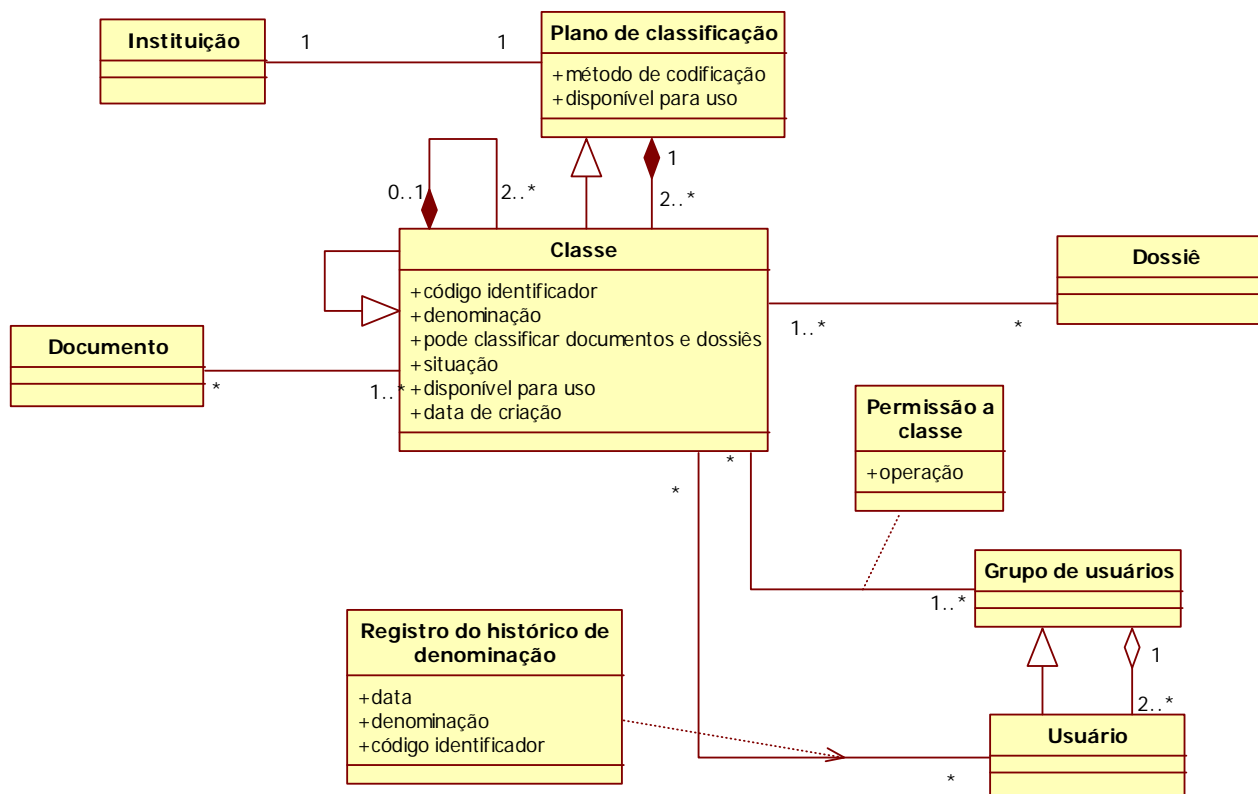 Instituição
1
1
Plano de classificação
+método de codificação
+disponível para uso
0..1
2..*
1
2..*
Classe
+código identificador
+denominação
+pode classificar documentos e dossiês
+situação
+disponível para uso
+data de criação
Dossiê
1..*
*
Documento
*
1..*
Permissão a
classe
+operação
*
*
Grupo de usuários
1..*
Registro do histórico de
denominação
+data
+denominação
+código identificador
1
2..*
Usuário
*